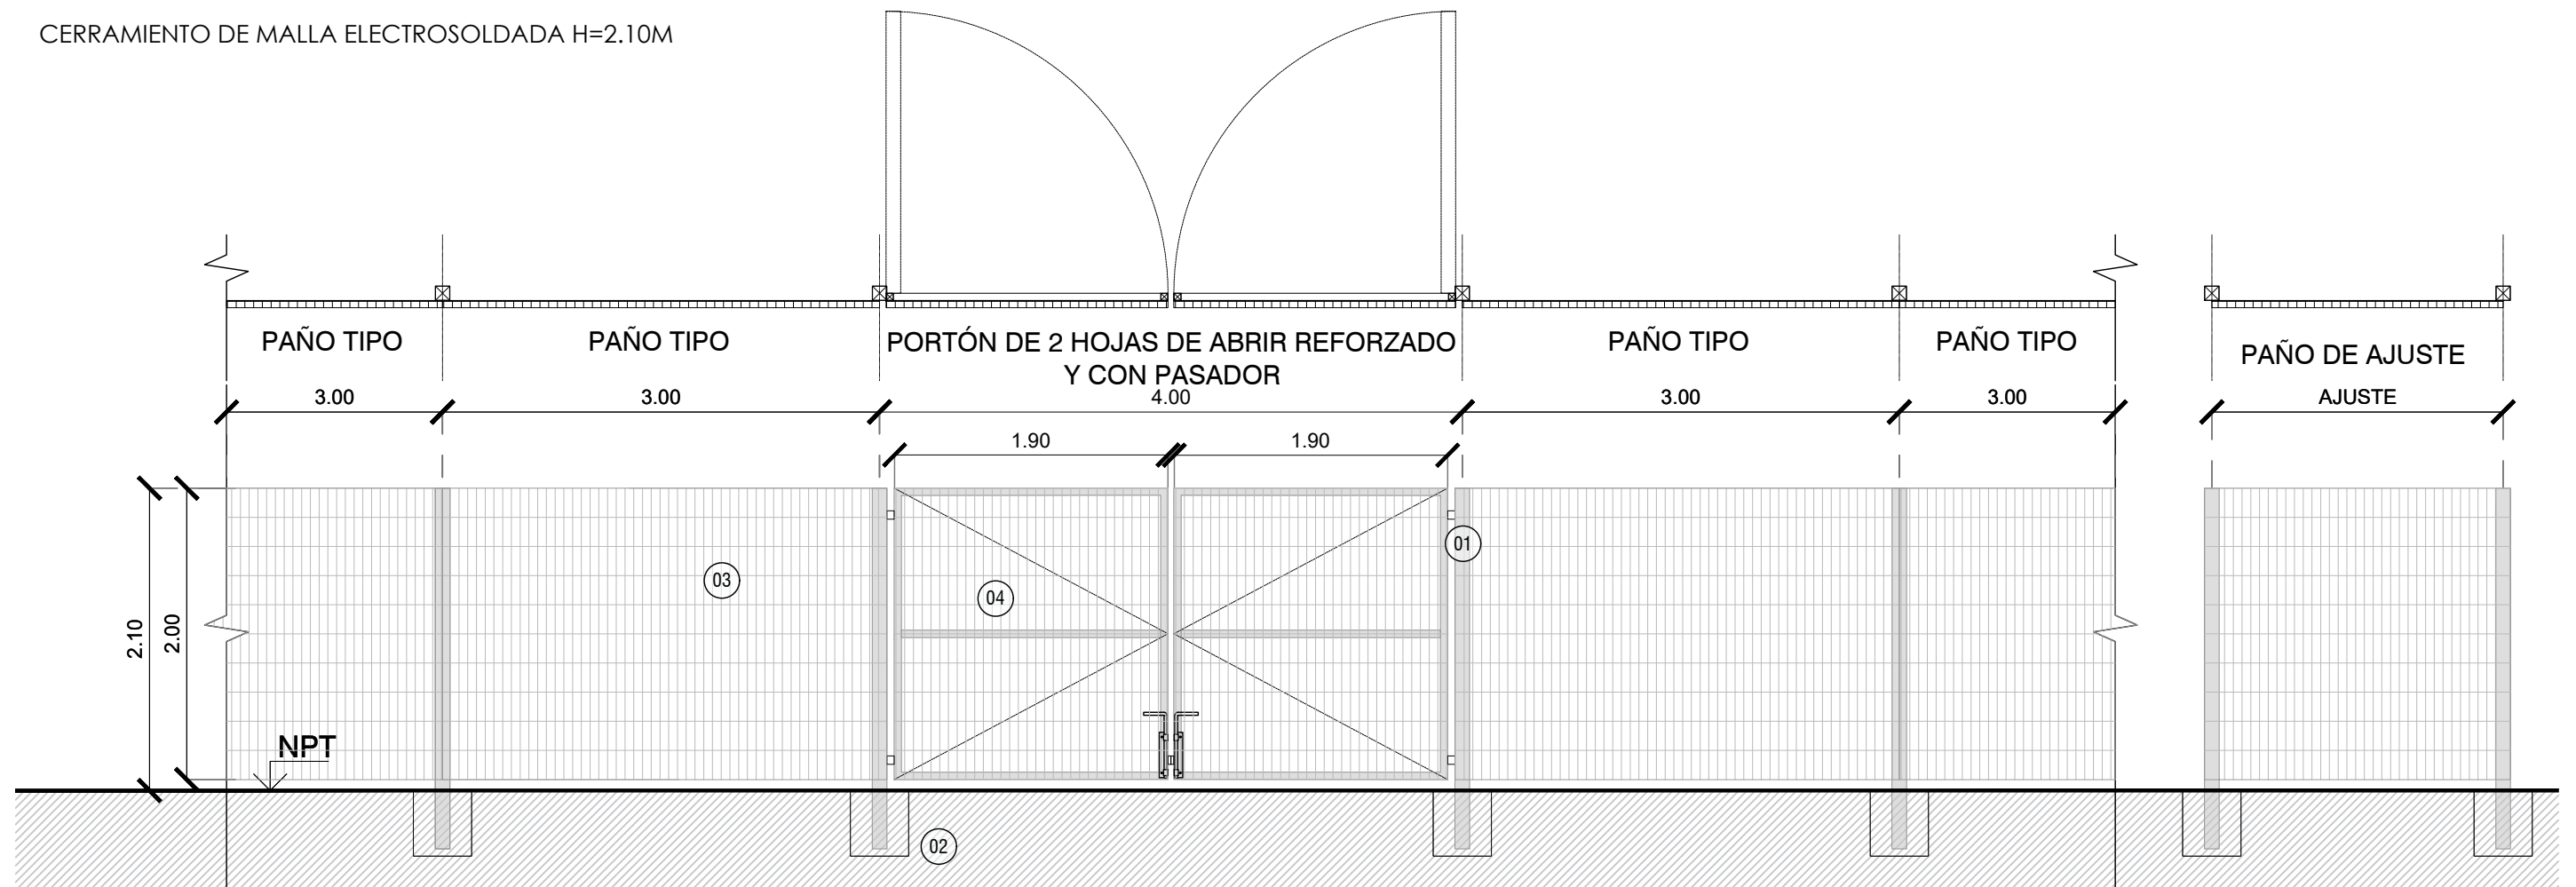 CERRAMIENTO DE MALLA ELECTROSOLDADA H=2.10M
PAÑO TIPO
PAÑO TIPO
PORTÓN DE 2 HOJAS DE ABRIR REFORZADO
Y CON PASADOR
PAÑO TIPO
PAÑO TIPO
PAÑO DE AJUSTE
3.00
3.00
4.00
3.00
3.00
AJUSTE
1.90
1.90
01
03
04
2.10
2.00
NPT
02